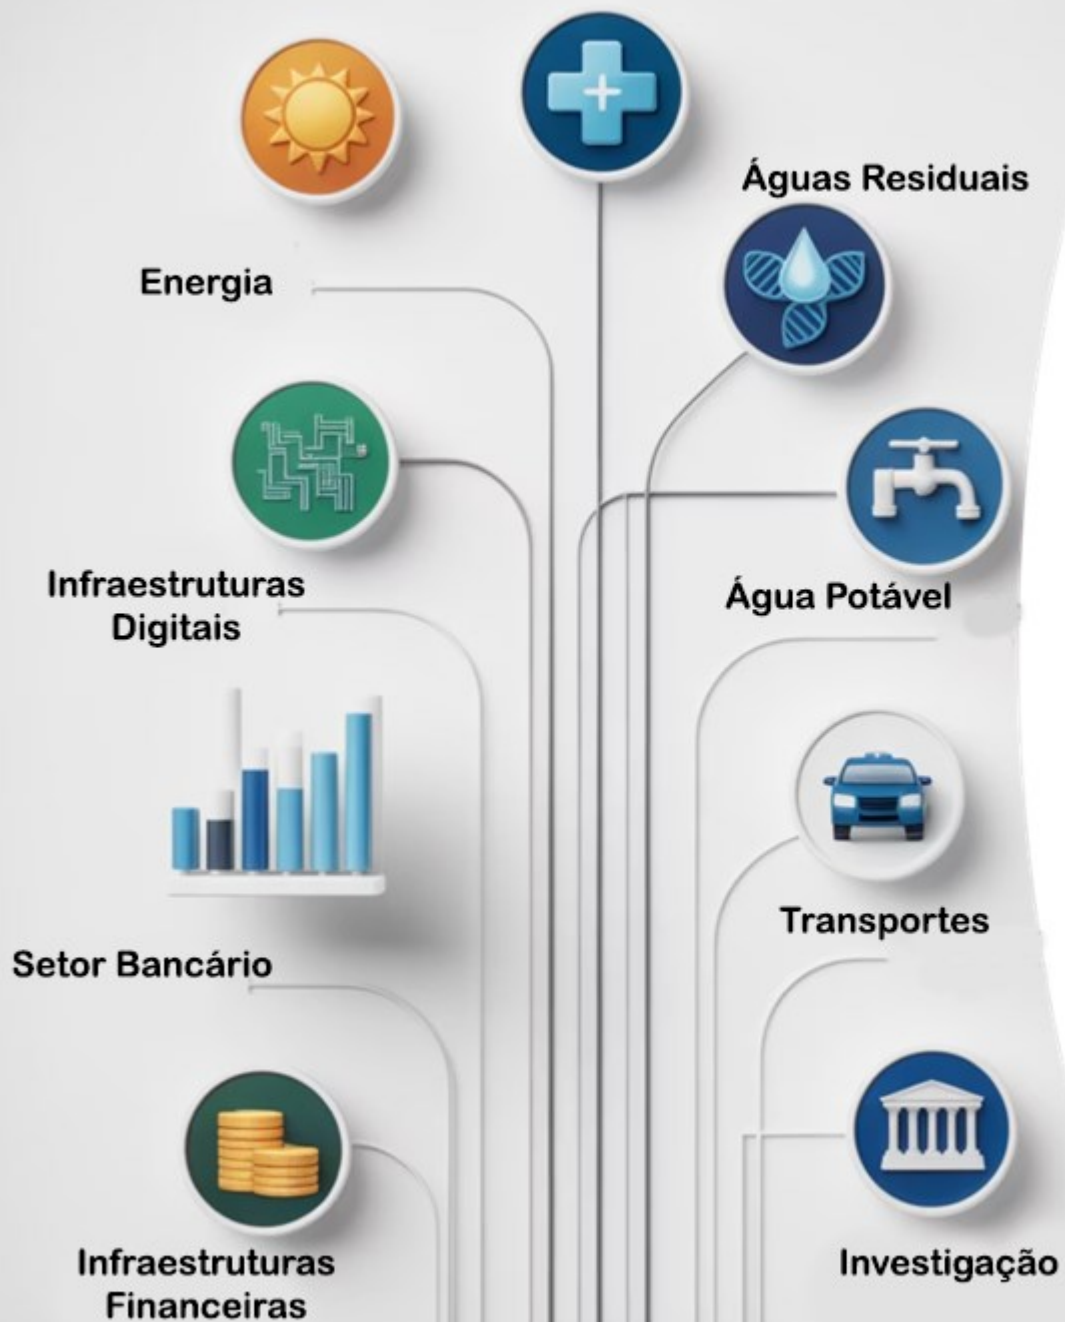 Águas Residuais
Energia
Infraestruturas
Digitais
Água Potável
Transportes
Setor Bancário
Infraestruturas
Financeiras
Investigação